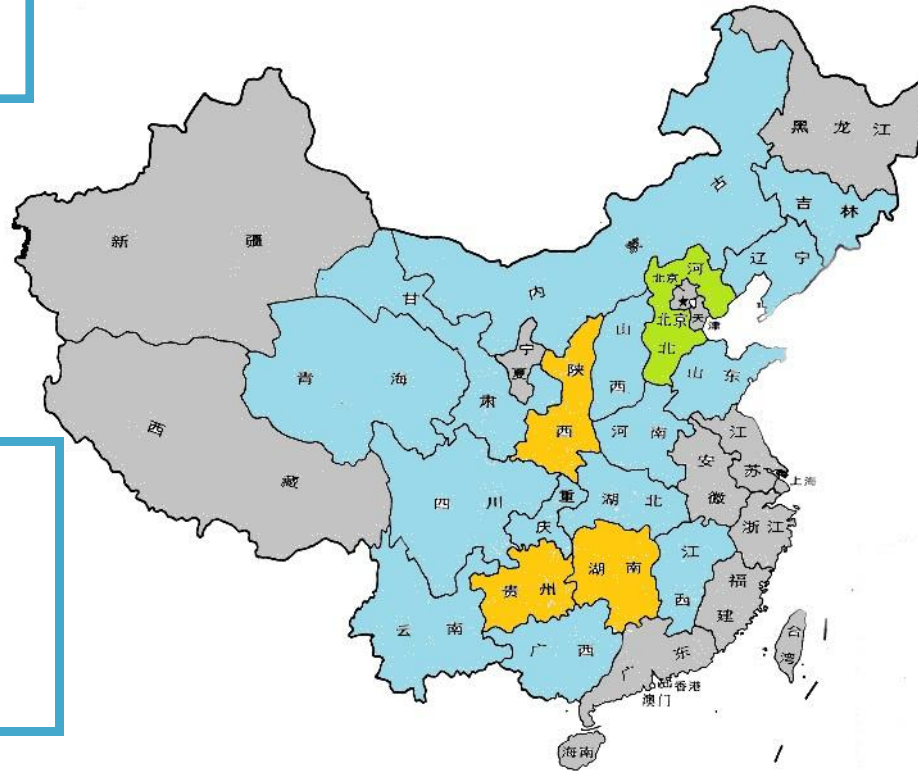 黑龙江
吉林
辽宁
内蒙古
新疆
甘肃
北京
河北
北京
天津
山西
宁夏
陕西
青海
山东
河南
西藏
江苏
安徽
上海
四川
重庆
湖北
浙江
湖南
江西
贵州
福建
云南
广西
广东
台湾
香港
澳门
海南